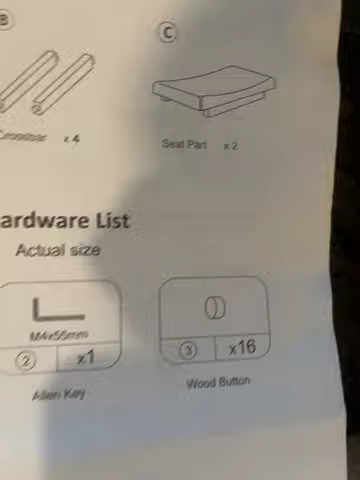 B
C
Crossbar x 4
Seat Part x 2
ardware List
Actual size
M4x55mm
2 x1
3 x16
Allen Key
Wood Button